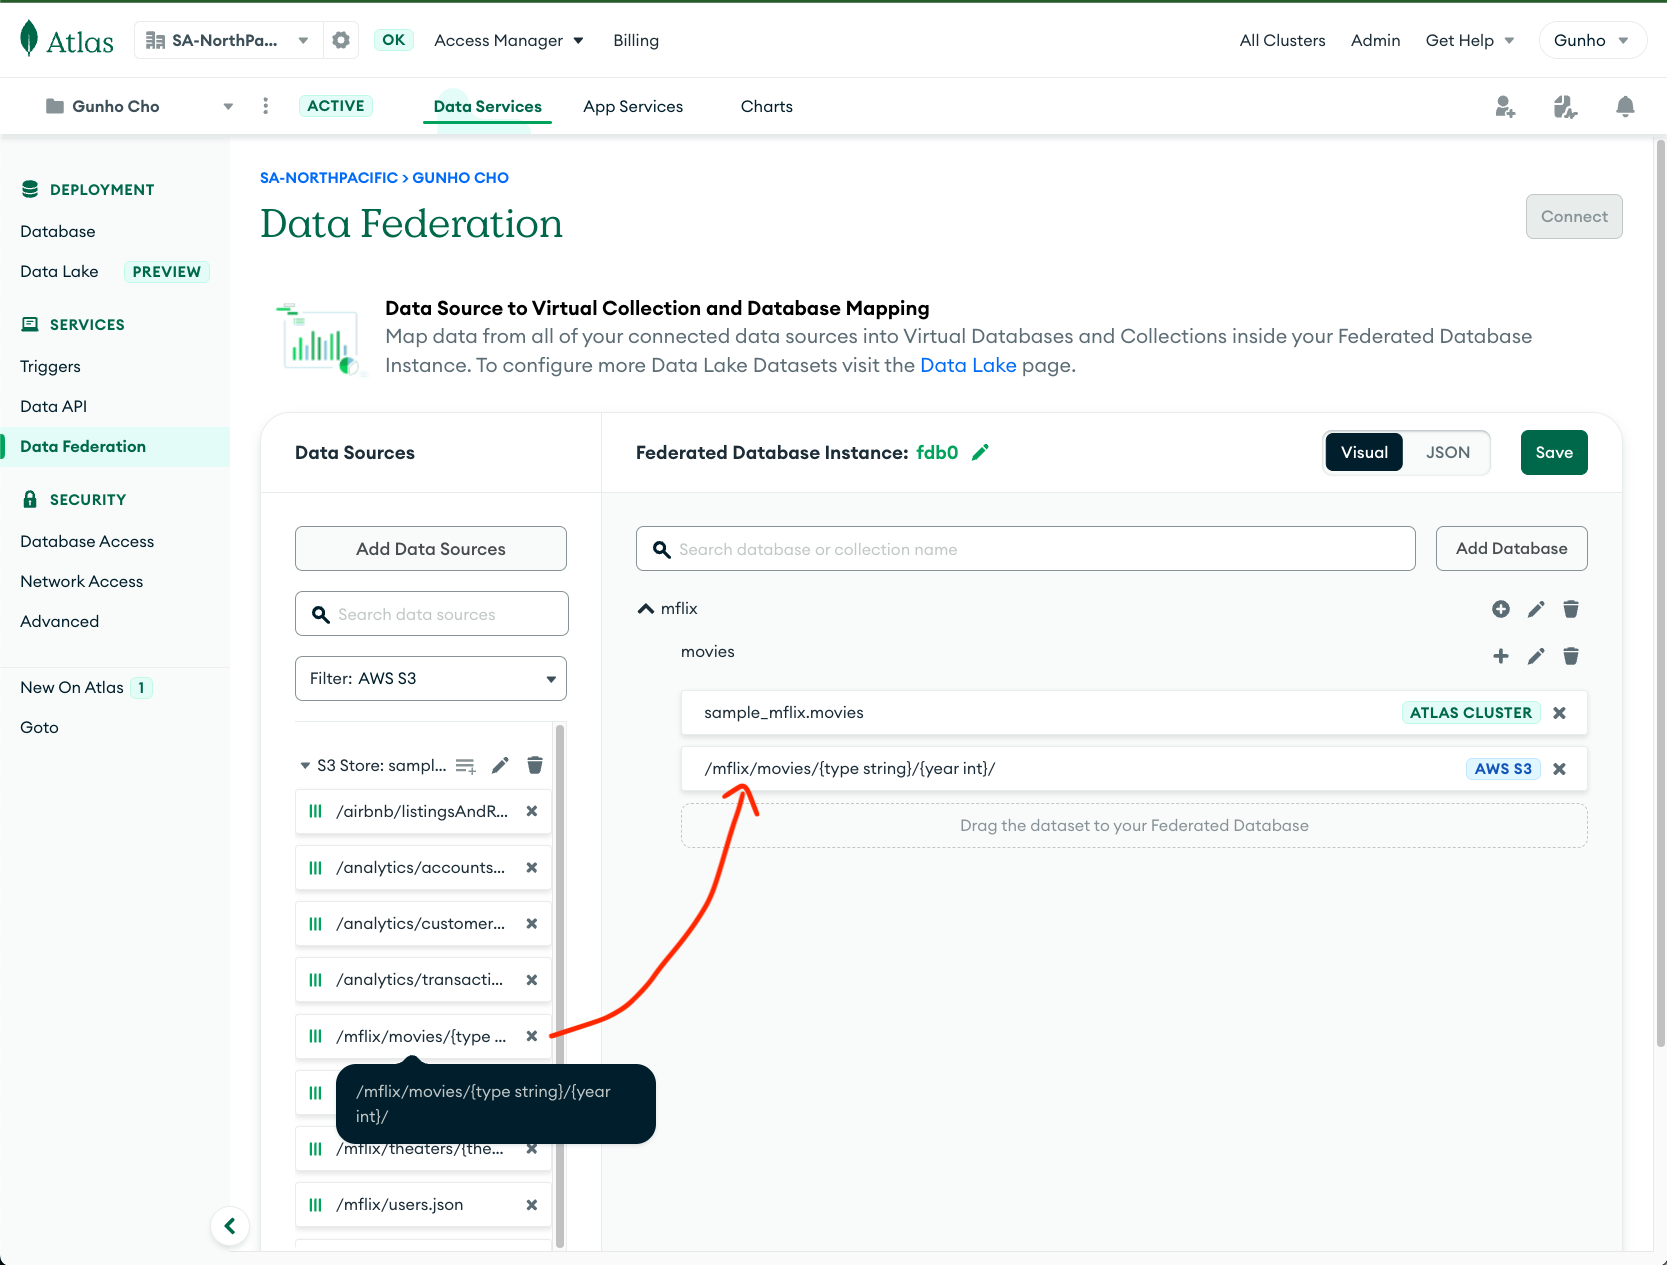 Atlas
SA-NorthPa...
OK
Access Manager
Billing
All Clusters
Admin
Get Help
Gunho
Gunho Cho
ACTIVE
Data Services
App Services
Charts
DEPLOYMENT
Database
Data Lake
PREVIEW
SERVICES
Triggers
Data API
Data Federation
SECURITY
Database Access
Network Access
Advanced
New On Atlas 1
Goto
SA-NORTHPACIFIC > GUNHO CHO
Data Federation
Connect
Data Source to Virtual Collection and Database Mapping
Map data from all of your connected data sources into Virtual Databases and Collections inside your Federated Database
Instance. To configure more Data Lake Datasets visit the Data Lake page.
Data Sources
Add Data Sources
Search data sources
Filter: AWS S3
S3 Store: sampl...
/airbnb/listingsAndR...
/analytics/accounts...
/analytics/customer...
/analytics/transacti...
/mflix/movies/{type ...
/mflix/movies/{type string}/{year
int}/
/mflix/theaters/{the...
/mflix/users.json
Federated Database Instance: fdb0
Visual
JSON
Save
Search database or collection name
Add Database
mflix
movies
sample_mflix.movies
ATLAS CLUSTER
/mflix/movies/{type string}/{year int}/
AWS S3
Drag the dataset to your Federated Database